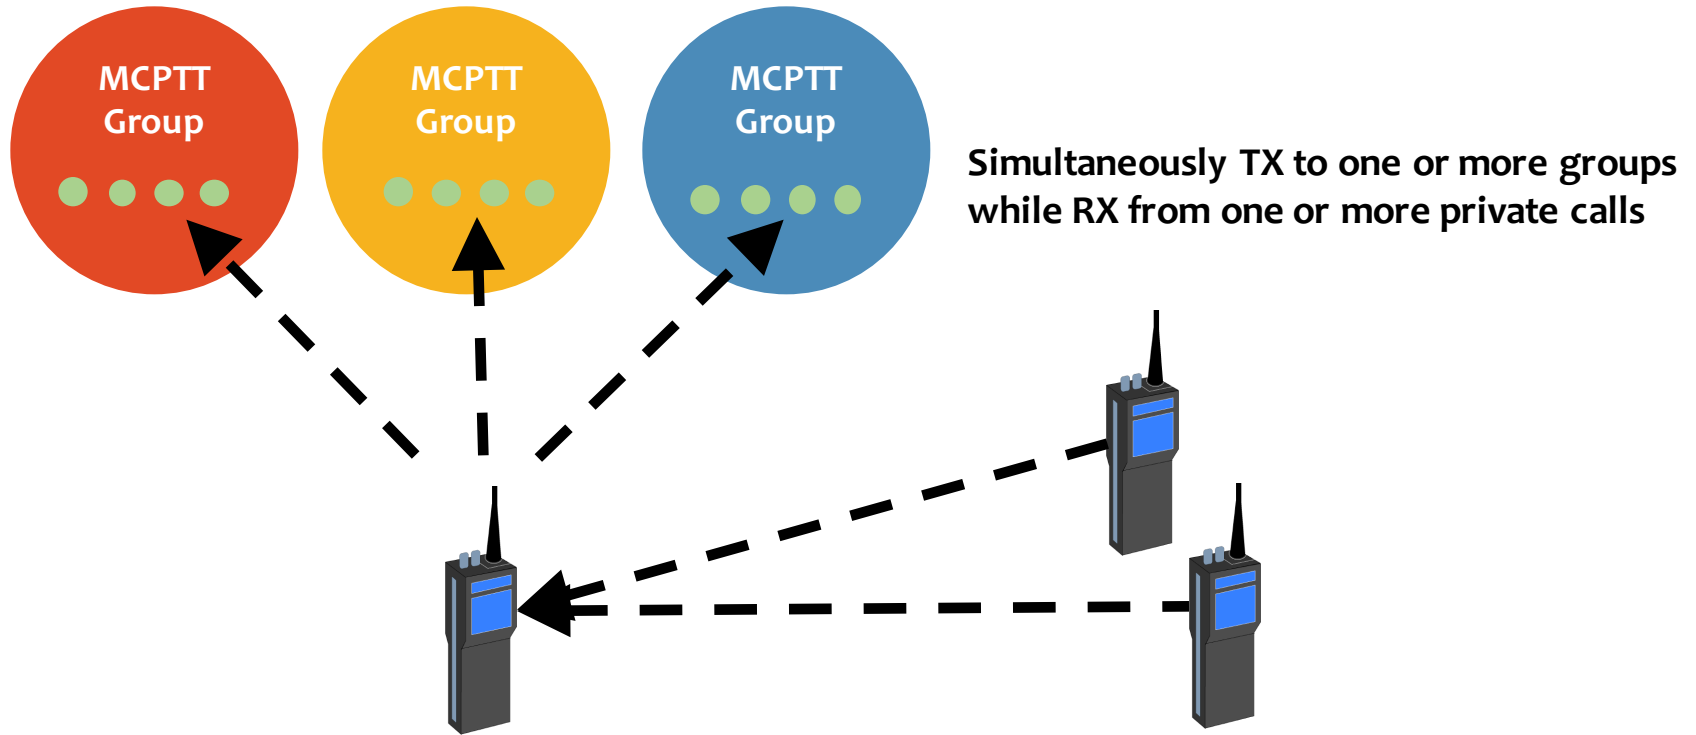 MCPTT
Group
MCPTT
Group
MCPTT
Group
Simultaneously TX to one or more groups
while RX from one or more private calls